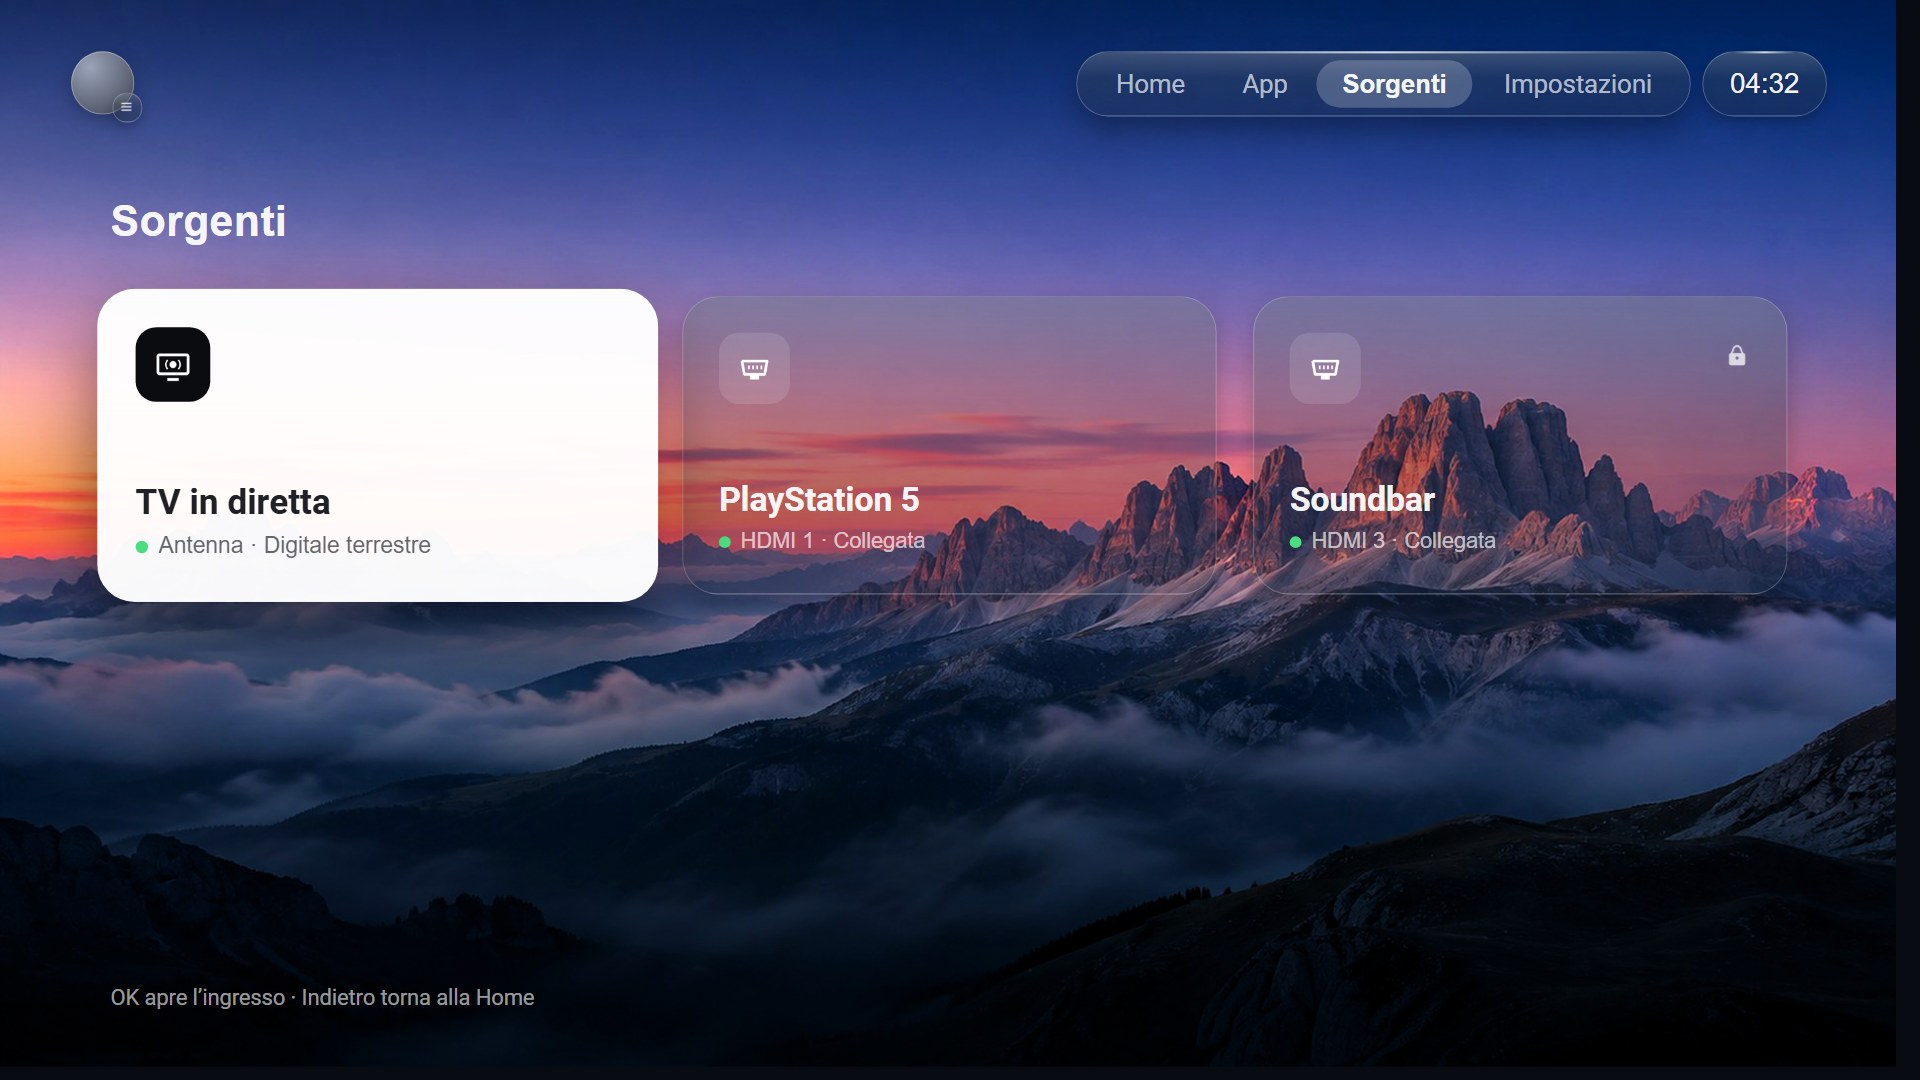 Home
App
Sorgenti
Impostazioni
04:32
Sorgenti
TV in diretta
Antenna · Digitale terrestre
PlayStation 5
HDMI 1 · Collegata
Soundbar
HDMI 3 · Collegata
OK apre l’ingresso · Indietro torna alla Home